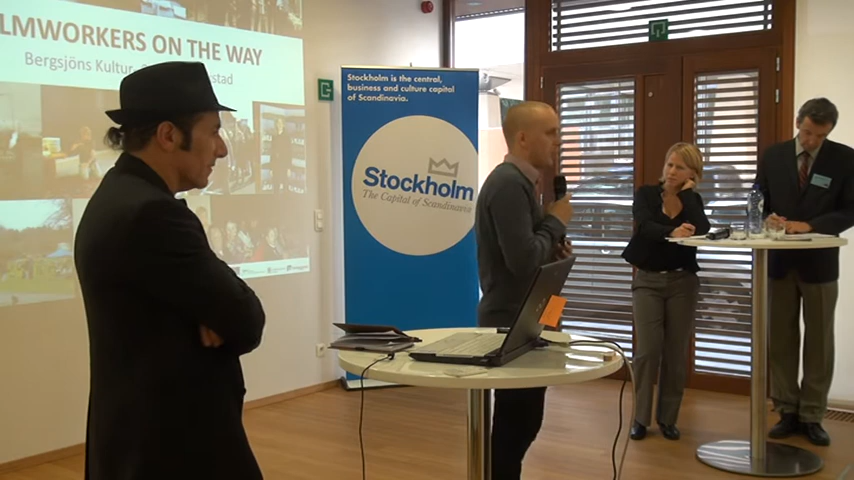 LMWORKERS ON THE WAY
Bergsjöns Kultur
Stockholm is the central,
business and culture capital
of Scandinavia.
Stockholm
The Capital of Scandinavia